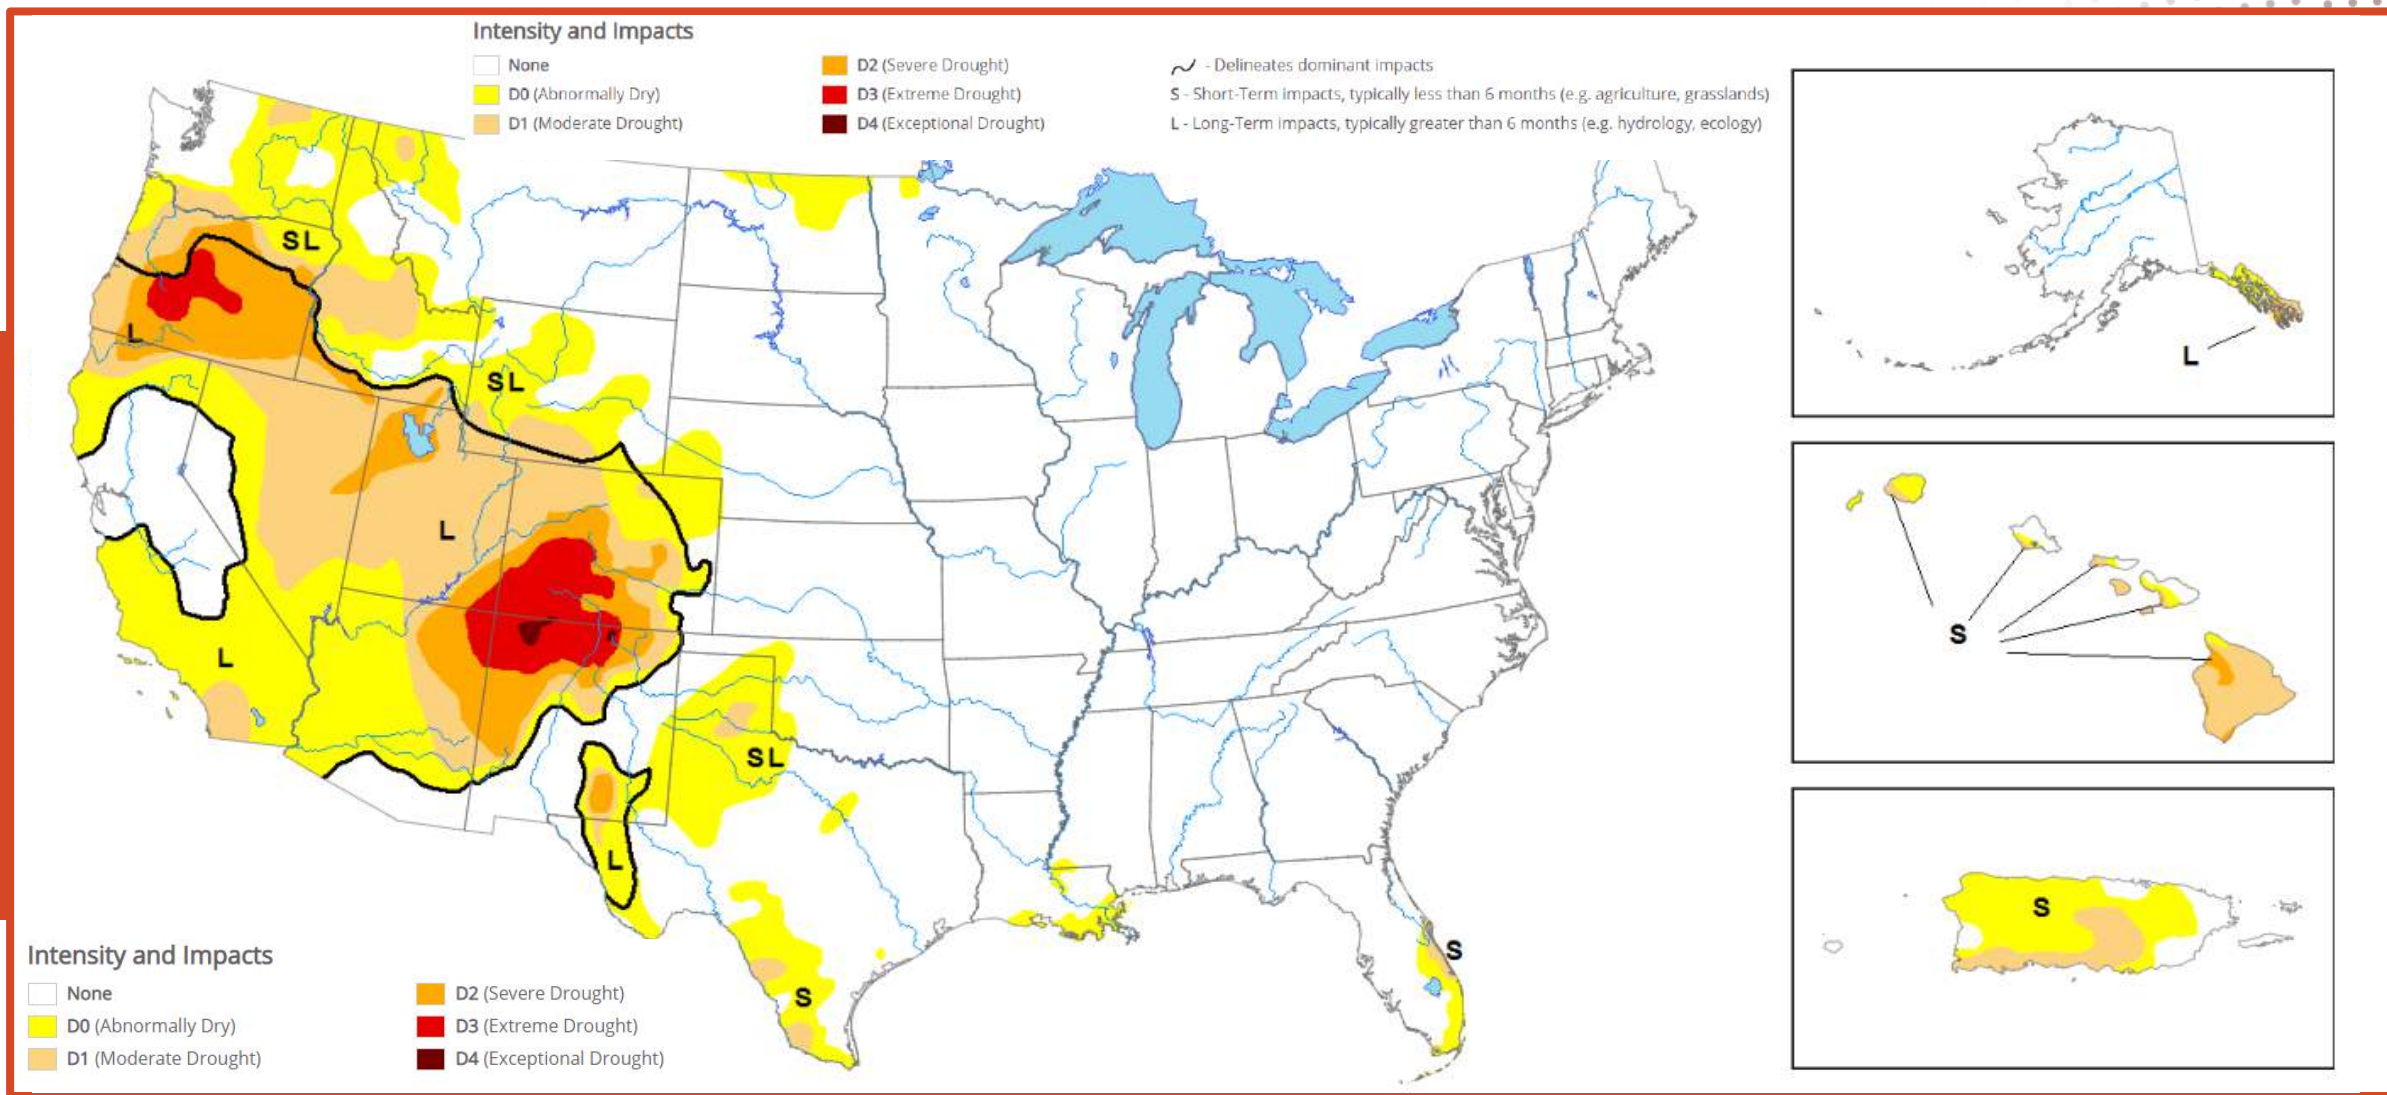 Intensity and Impacts
None
D0 (Abnormally Dry)
D1 (Moderate Drought)
D2 (Severe Drought)
D3 (Extreme Drought)
D4 (Exceptional Drought)
- Delineates dominant impacts
S - Short-Term impacts, typically less than 6 months (e.g. agriculture, grasslands)
L - Long-Term impacts, typically greater than 6 months (e.g. hydrology, ecology)
SL
L
SL
L
L
SL
L
S
S
L
S
S
Intensity and Impacts
None
D0 (Abnormally Dry)
D1 (Moderate Drought)
D2 (Severe Drought)
D3 (Extreme Drought)
D4 (Exceptional Drought)